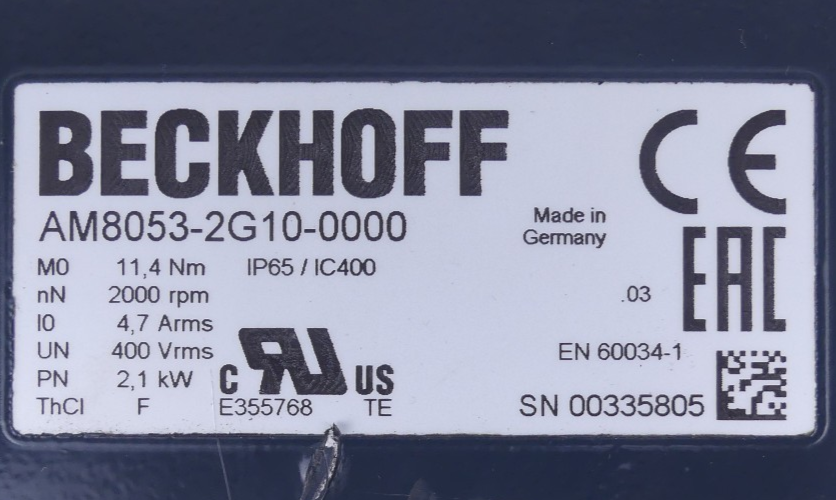 BECKHOFF
CE
AM8053-2G10-0000
Made in
Germany
EAC
M0 11,4 Nm IP65 / IC400
nN 2000 rpm .03
I0 4,7 Arms
UN 400 Vrms EN 60034-1
PN 2,1 kW C RU US
ThCl F E355768 TE SN 00335805